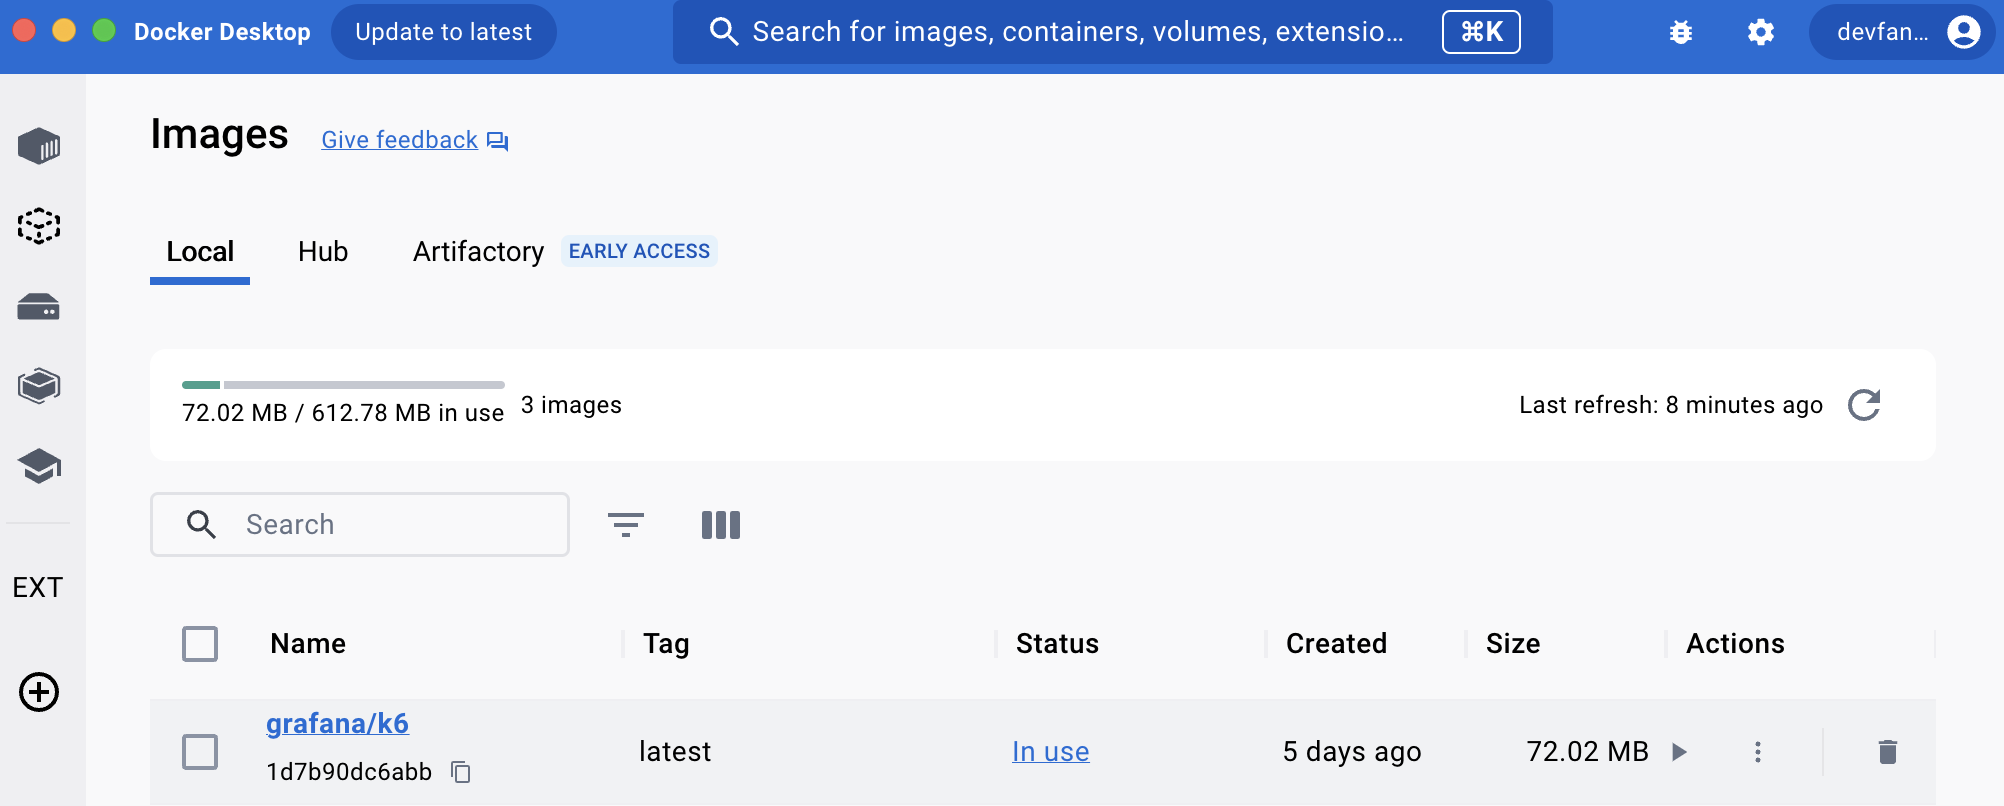 Docker Desktop Update to latest Search for images, containers, volumes, extensio... ⌘K devfan...
Images Give feedback
Local Hub Artifactory EARLY ACCESS
72.02 MB / 612.78 MB in use 3 images Last refresh: 8 minutes ago
Search
EXT
Name Tag Status Created Size Actions
grafana/k6
latest In use 5 days ago 72.02 MB
1d7b90dc6abb